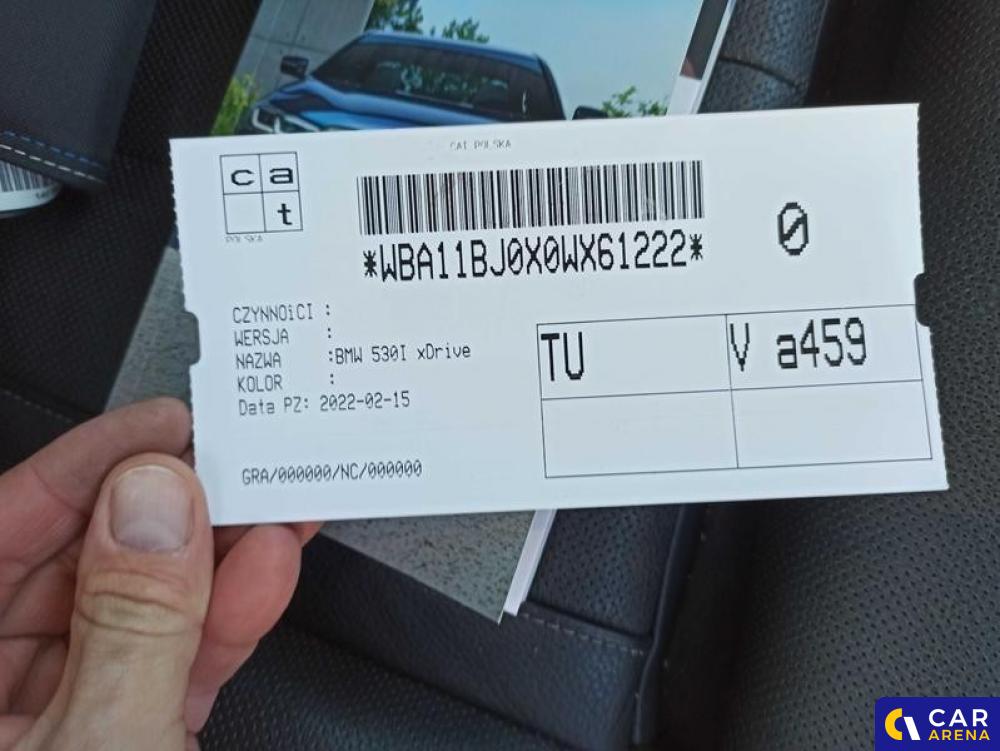 CAT POLSKA
ca
t
POLSKA
*WBA11BJ0X0WX61222*
0
CZYNNOiCI :
WERSJA :
NAZWA :BMW 530I xDrive
KOLOR :
Data PZ: 2022-02-15
TU
V a459
GRA/000000/NC/000000
CAR
ARENA